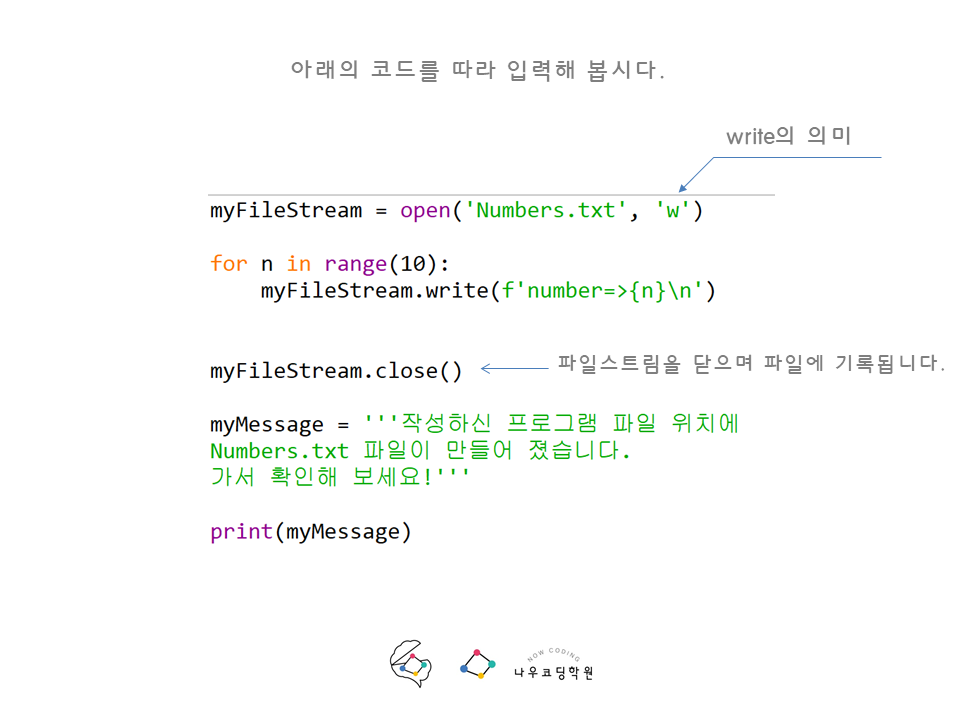 아래의 코드를 따라 입력해 봅시다.
write의 의미
myFileStream = open('Numbers.txt', 'w')
for n in range(10):
    myFileStream.write(f'number=>{n}\n')
myFileStream.close()
파일스트림을 닫으며 파일에 기록됩니다.
myMessage = '''작성하신 프로그램 파일 위치에
Numbers.txt 파일이 만들어 졌습니다.
가서 확인해 보세요!'''
print(myMessage)
NOW CODING
나우코딩학원